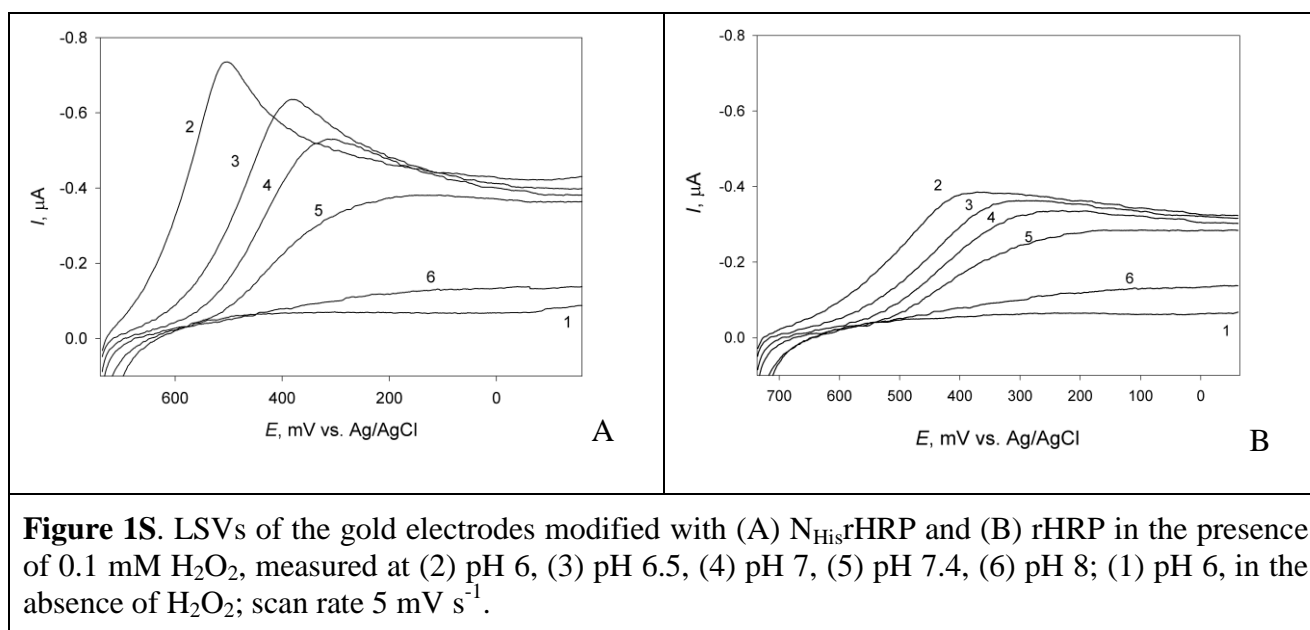 -0.8
-0.6
-0.4
-0.2
0.0
I, µA
2
3
4
5
6
1
600 400 200 0
E, mV vs. Ag/AgCl
A
-0.8
-0.6
-0.4
-0.2
0.0
I, µA
2
3
4
5
6
1
700 600 500 400 300 200 100 0
E, mV vs. Ag/AgCl
B
Figure 1S. LSVs of the gold electrodes modified with (A) NHisrHRP and (B) rHRP in the presence
of 0.1 mM H2O2, measured at (2) pH 6, (3) pH 6.5, (4) pH 7, (5) pH 7.4, (6) pH 8; (1) pH 6, in the
absence of H2O2; scan rate 5 mV s-1.